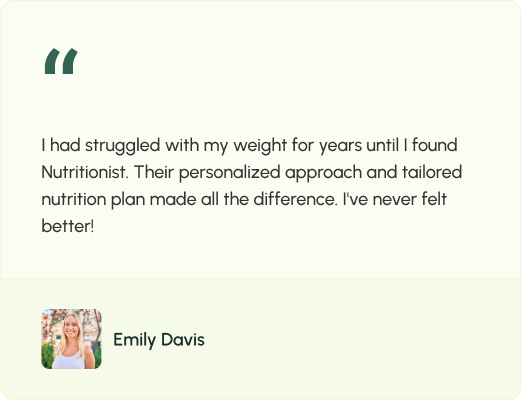 “
I had struggled with my weight for years until I found
Nutritionist. Their personalized approach and tailored
nutrition plan made all the difference. I've never felt
better!
Emily Davis